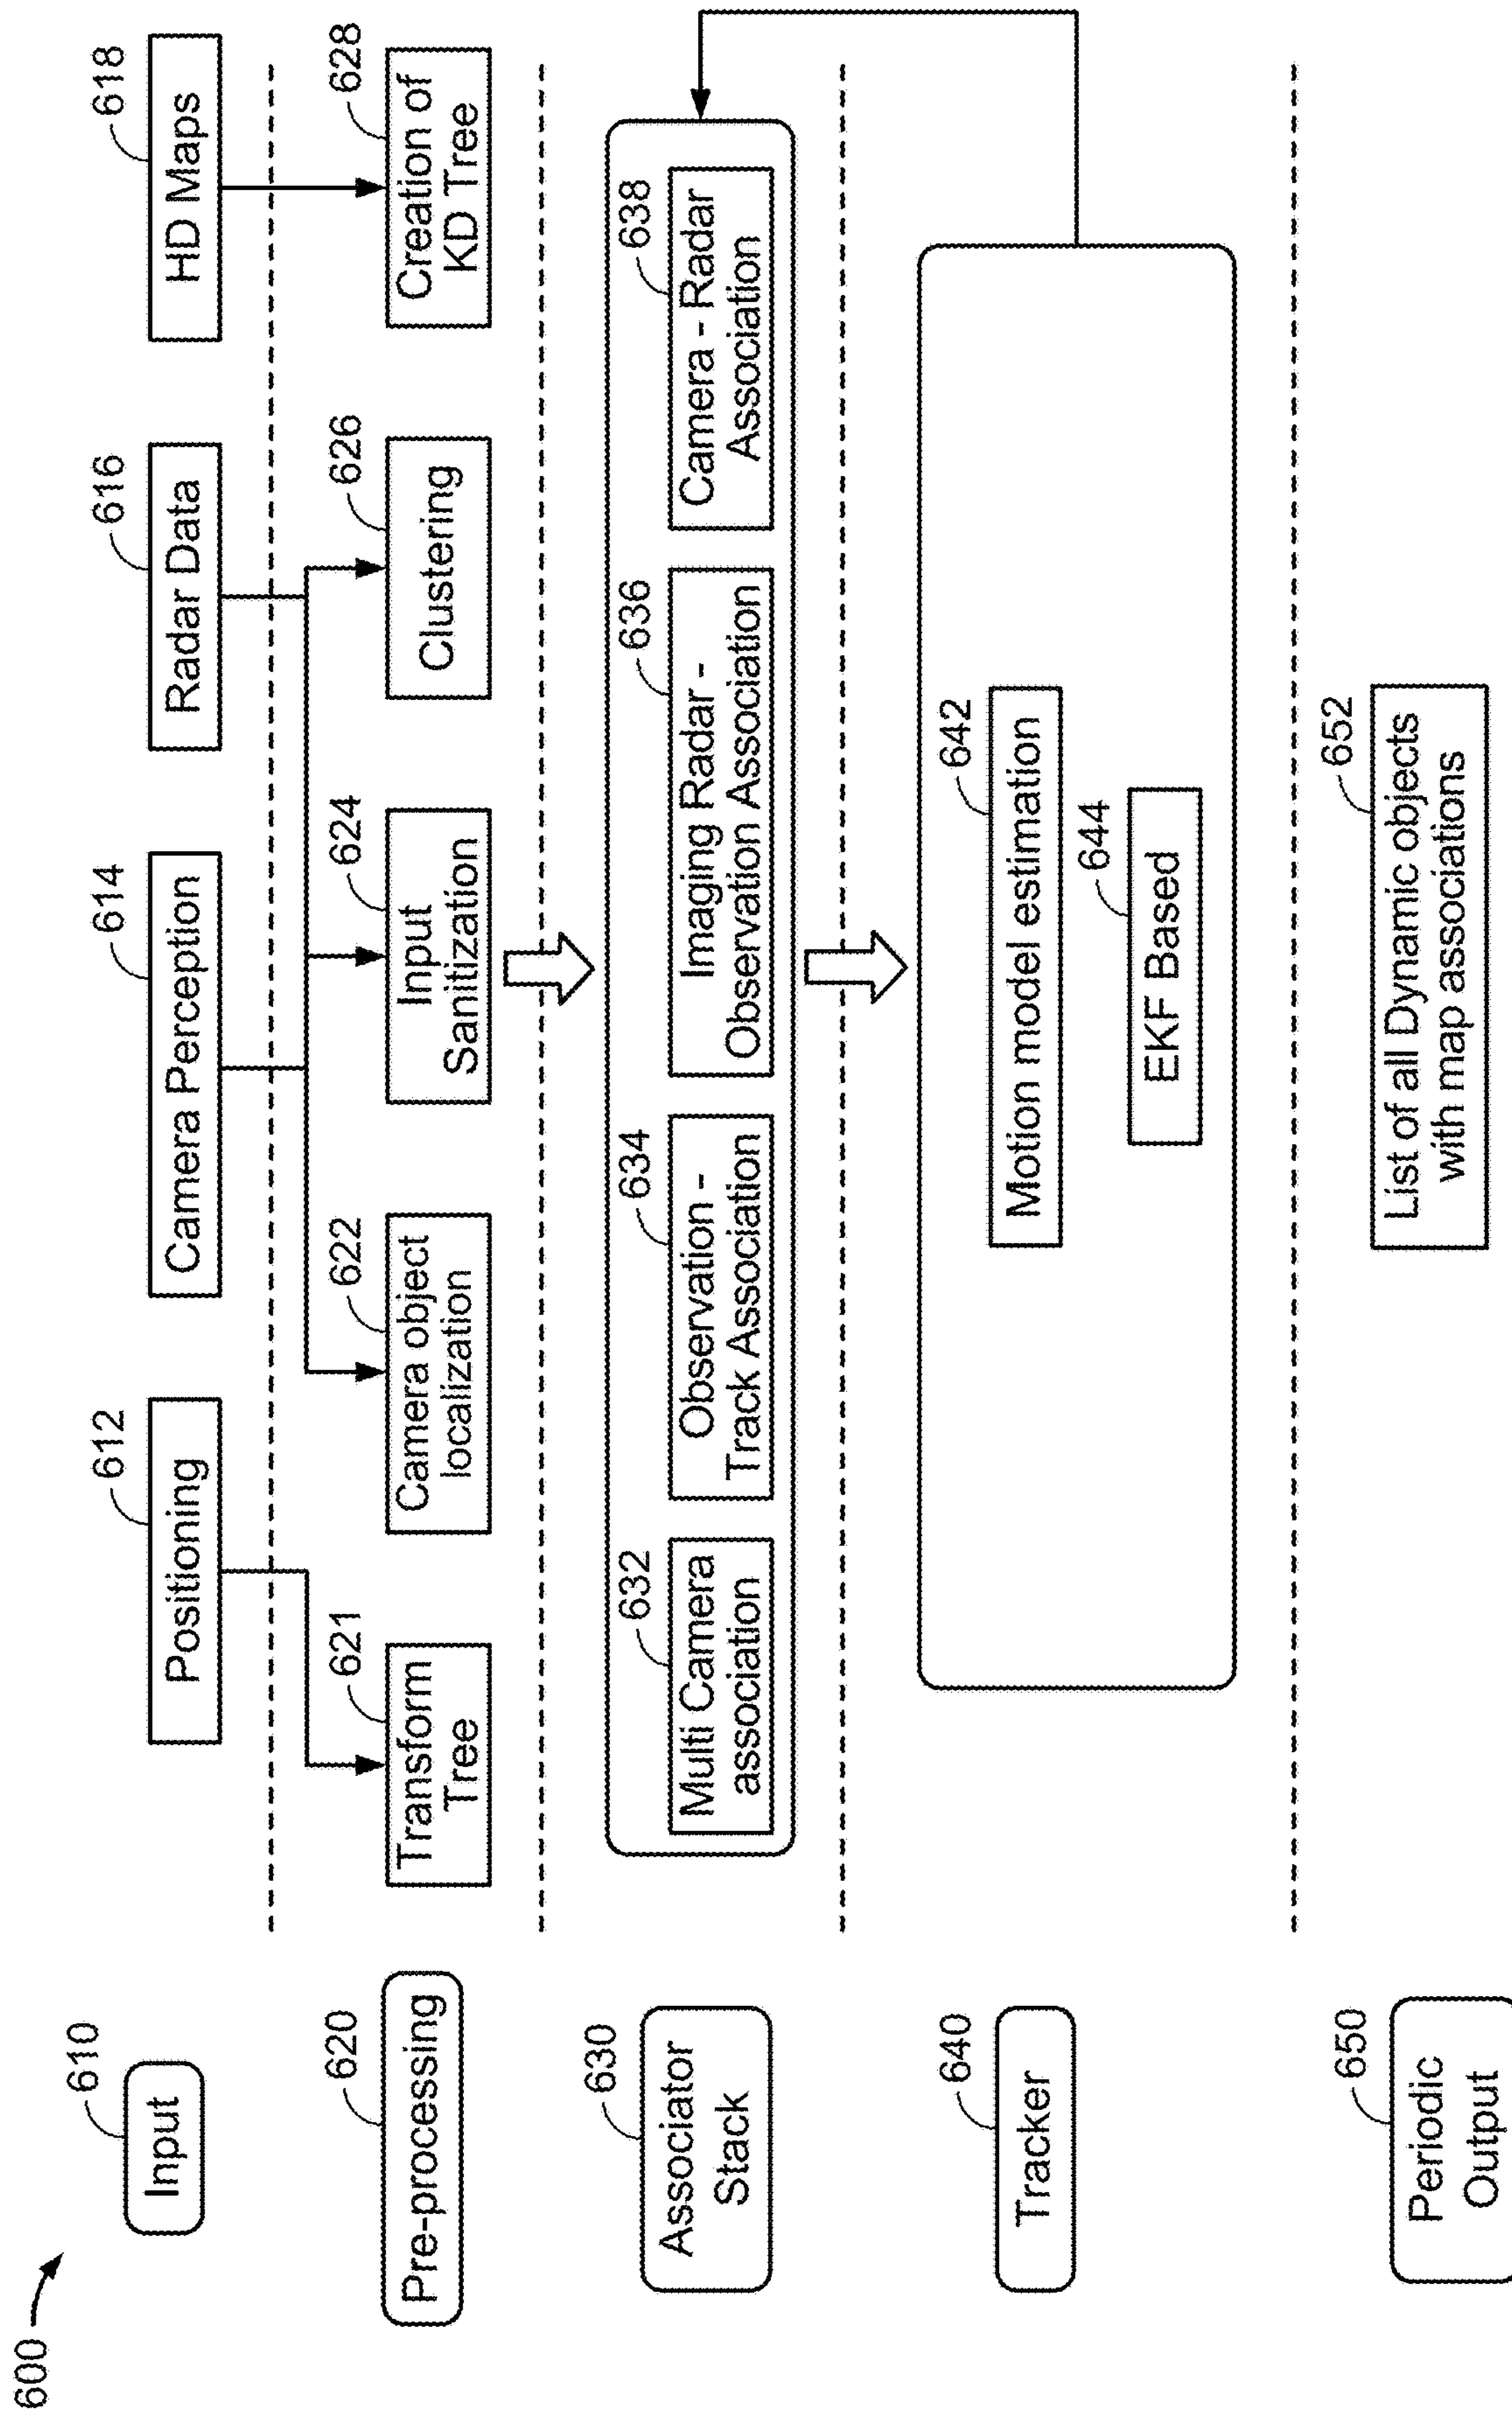 600
610
Input
612
Positioning
614
Camera Perception
616
Radar Data
618
HD Maps
620
Pre-processing
621
Transform
Tree
622
Camera object
localization
624
Input
Sanitization
626
Clustering
628
Creation of
KD Tree
630
Associator
Stack
632
Multi Camera
association
634
Observation -
Track Association
636
Imaging Radar -
Observation Association
638
Camera - Radar
Association
640
Tracker
642
Motion model estimation
644
EKF Based
650
Periodic
Output
652
List of all Dynamic objects
with map associations